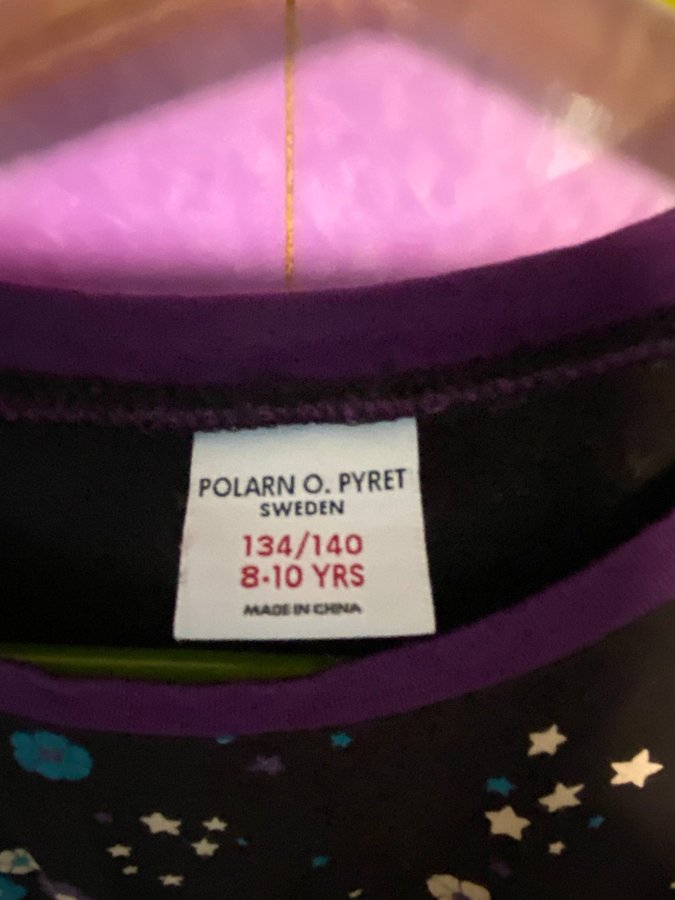 POLARN O. PYRET
SWEDEN
134/140
8-10 YRS
MADE IN CHINA